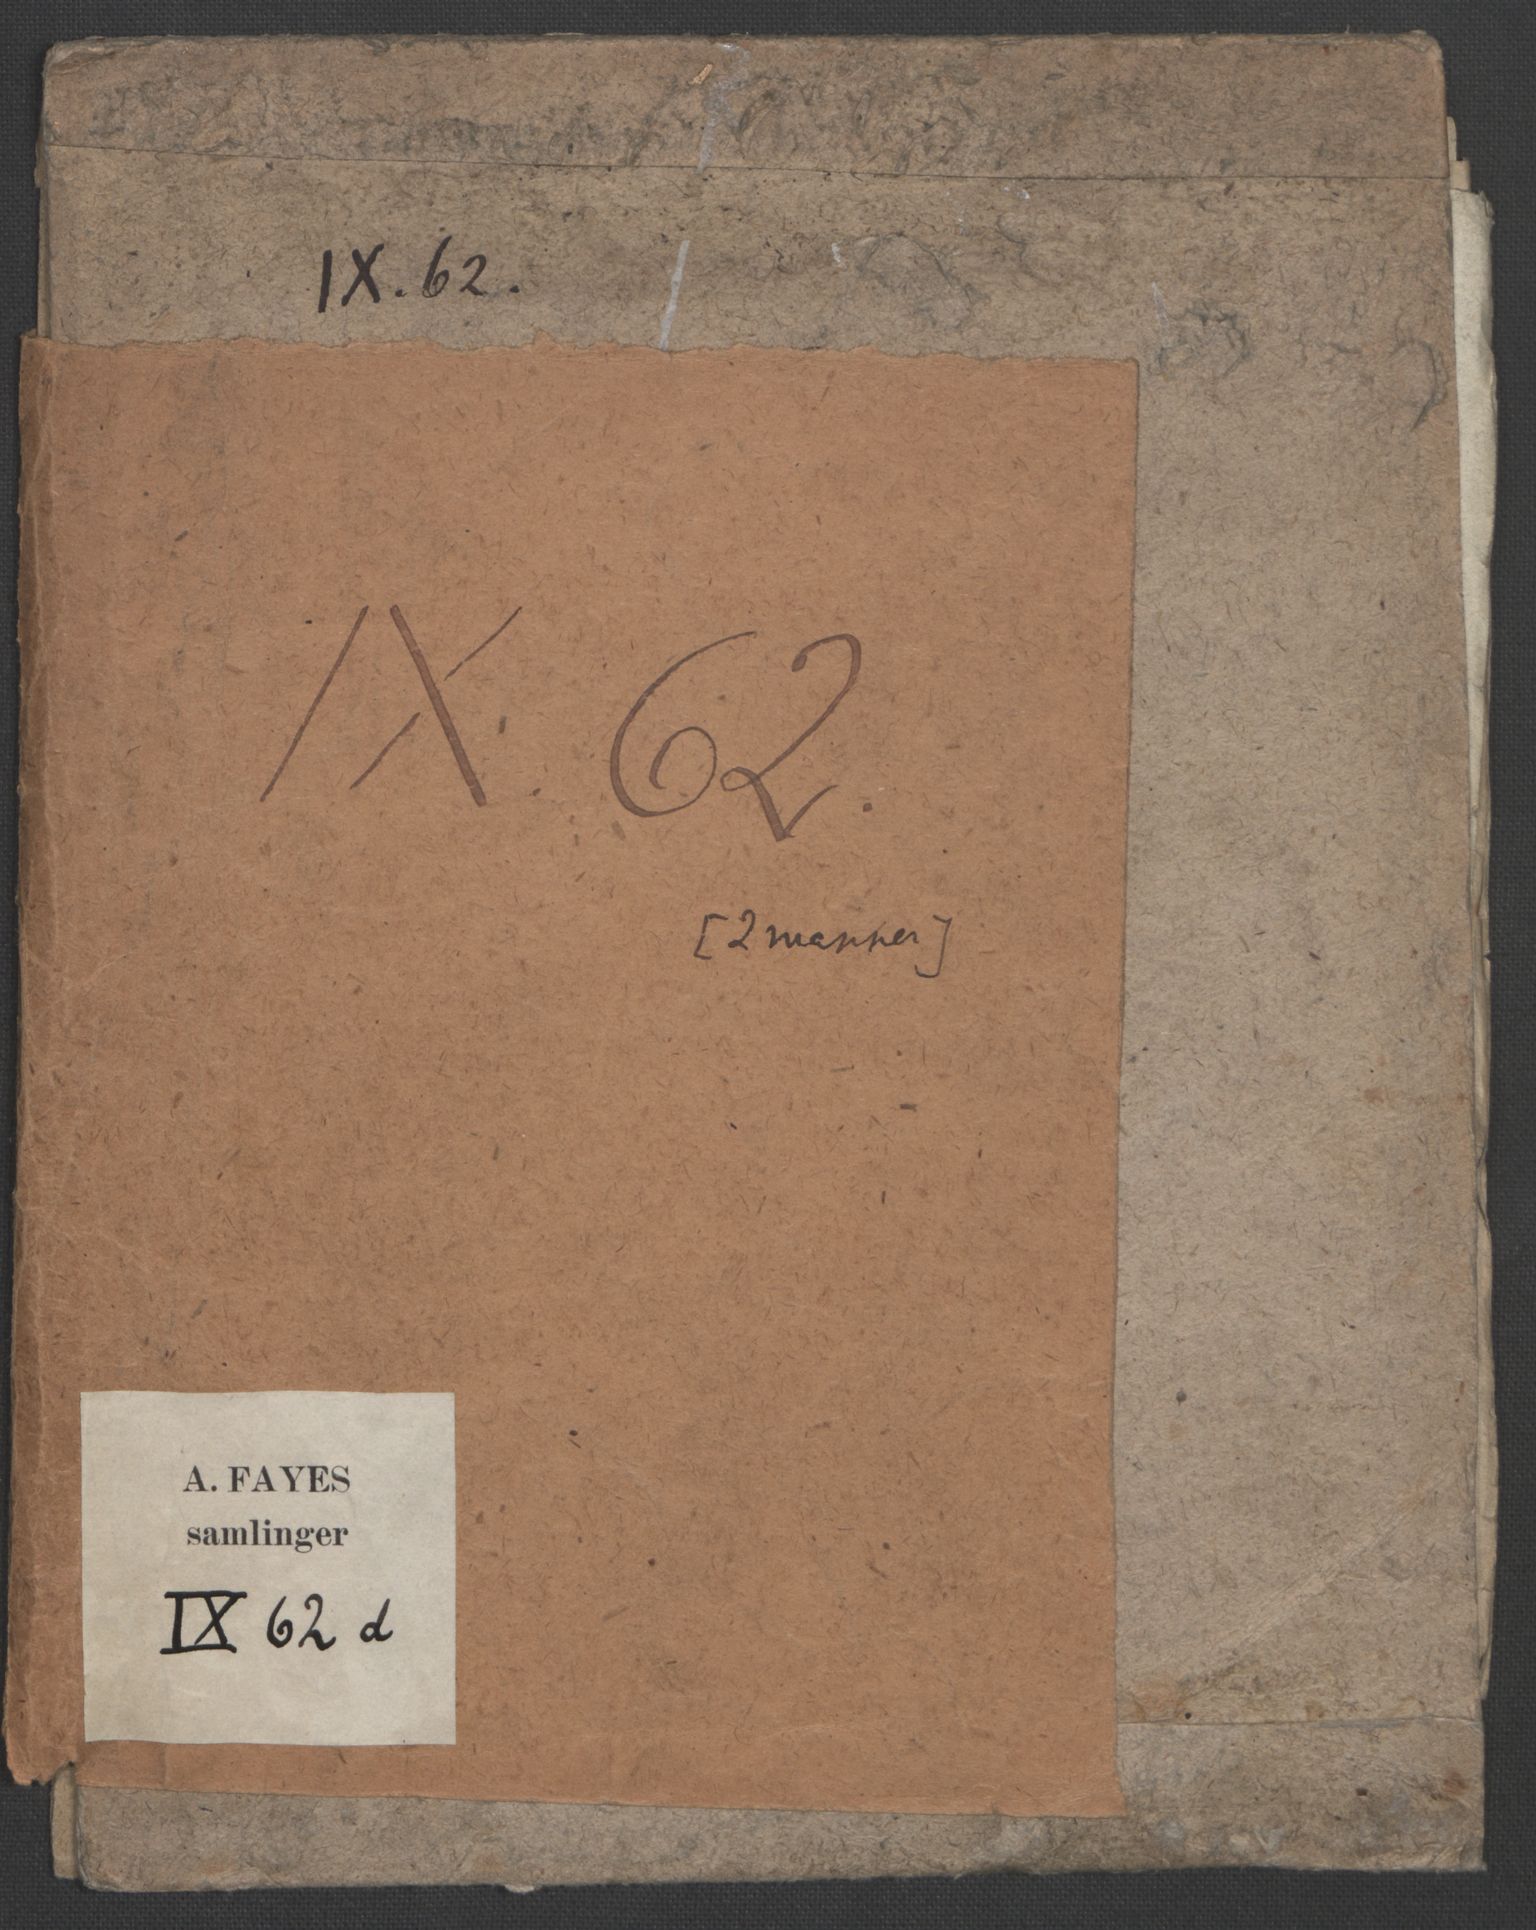 IX. 62.
IX. 62.
[2 mapper]
A. FAYES
samlinger
IX 62 d